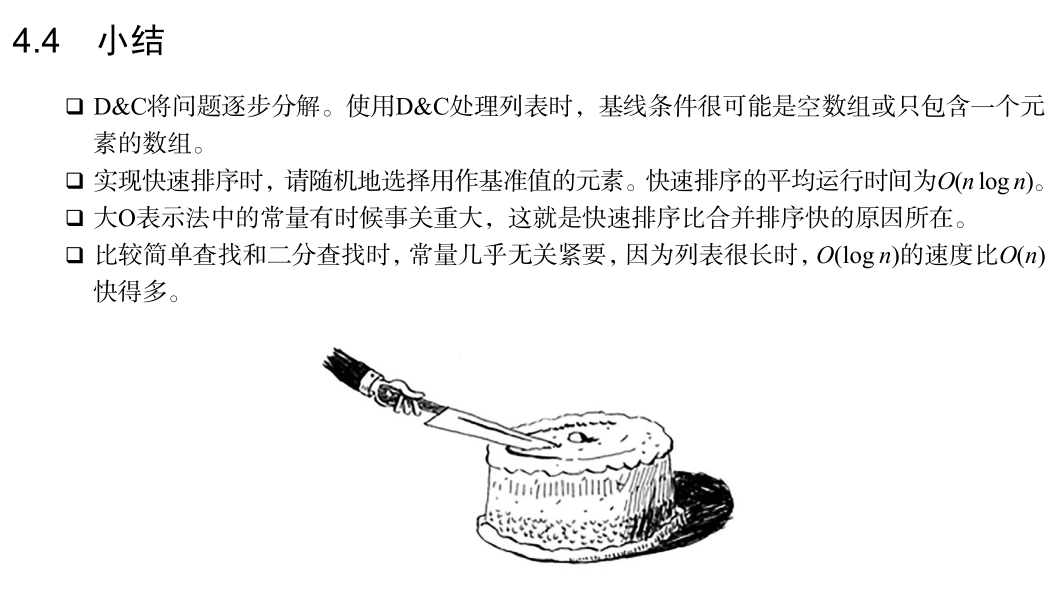 4.4 小结
❑ D&C将问题逐步分解。使用D&C处理列表时，基线条件很可能是空数组或只包含一个元
素的数组。
❑ 实现快速排序时，请随机地选择用作基准值的元素。快速排序的平均运行时间为O(n log n)。
❑ 大O表示法中的常量有时候事关重大，这就是快速排序比合并排序快的原因所在。
❑ 比较简单查找和二分查找时，常量几乎无关紧要，因为列表很长时，O(log n)的速度比O(n)
快得多。